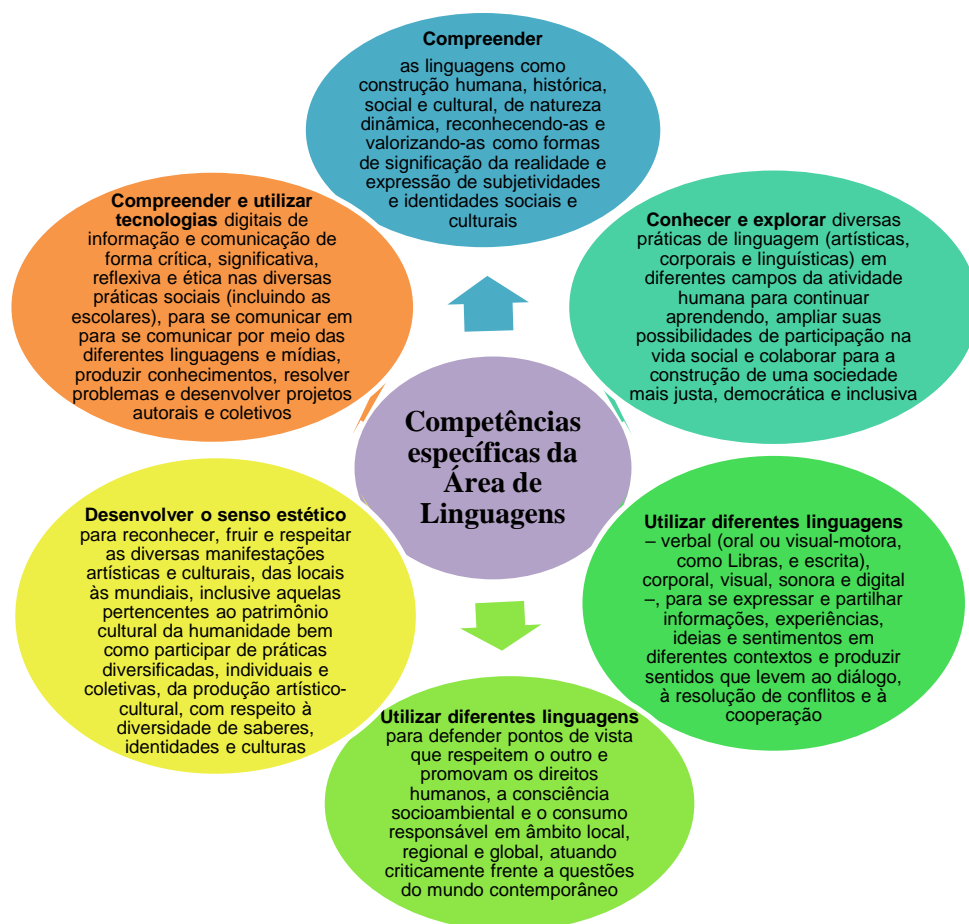 Compreender
as linguagens como
construção humana, histórica,
social e cultural, de natureza
dinâmica, reconhecendo-as e
valorizando-as como formas
de significação da realidade e
expressão de subjetividades
e identidades sociais e
culturais
Conhecer e explorar diversas
práticas de linguagem (artísticas,
corporais e linguísticas) em
diferentes campos da atividade
humana para continuar
aprendendo, ampliar suas
possibilidades de participação na
vida social e colaborar para a
construção de uma sociedade
mais justa, democrática e inclusiva
Utilizar diferentes linguagens
– verbal (oral ou visual-motora,
como Libras, e escrita),
corporal, visual, sonora e digital
–, para se expressar e partilhar
informações, experiências,
ideias e sentimentos em
diferentes contextos e produzir
sentidos que levem ao diálogo,
à resolução de conflitos e à
cooperação
Utilizar diferentes linguagens
para defender pontos de vista
que respeitem o outro e
promovam os direitos
humanos, a consciência
socioambiental e o consumo
responsável em âmbito local,
regional e global, atuando
criticamente frente a questões
do mundo contemporâneo
Desenvolver o senso estético
para reconhecer, fruir e respeitar
as diversas manifestações
artísticas e culturais, das locais
às mundiais, inclusive aquelas
pertencentes ao patrimônio
cultural da humanidade bem
como participar de práticas
diversificadas, individuais e
coletivas, da produção artístico-
cultural, com respeito à
diversidade de saberes,
identidades e culturas
Compreender e utilizar
tecnologias digitais de
informação e comunicação de
forma crítica, significativa,
reflexiva e ética nas diversas
práticas sociais (incluindo as
escolares), para se comunicar em
para se comunicar por meio das
diferentes linguagens e mídias,
produzir conhecimentos, resolver
problemas e desenvolver projetos
autorais e coletivos
Competências
específicas da
Área de
Linguagens